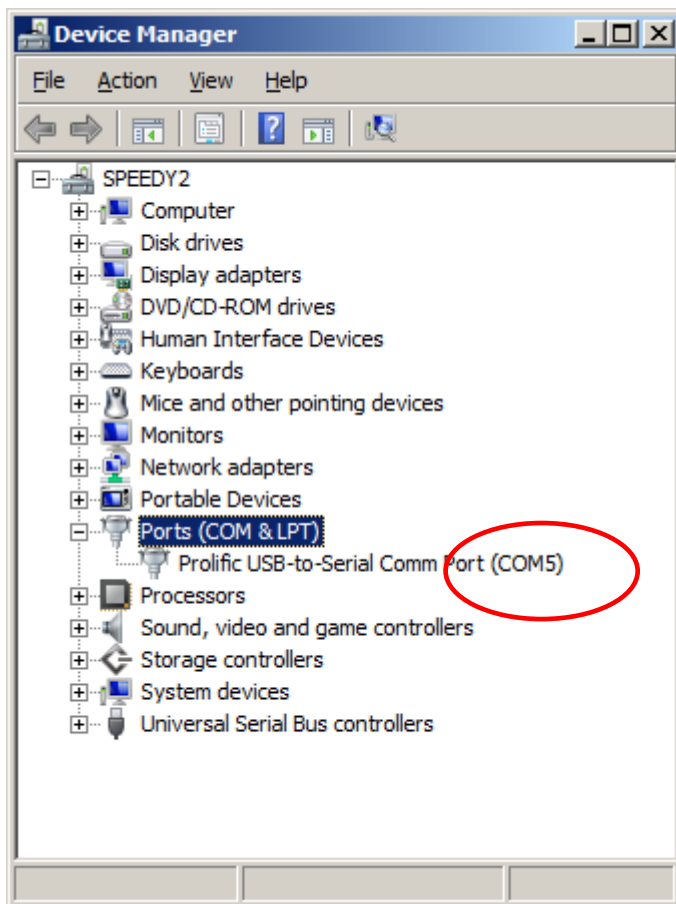 Device Manager
File Action View Help
SPEEDY2
Computer
Disk drives
Display adapters
DVD/CD-ROM drives
Human Interface Devices
Keyboards
Mice and other pointing devices
Monitors
Network adapters
Portable Devices
Ports (COM & LPT)
Prolific USB-to-Serial Comm Port (COM5)
Processors
Sound, video and game controllers
Storage controllers
System devices
Universal Serial Bus controllers